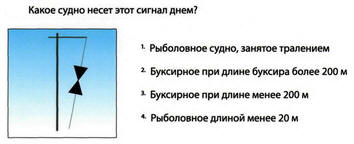 Какое судно несет этот сигнал днем?
1. Рыболовное судно, занятое тралением
2. Буксирное при длине буксира более 200 м
3. Буксирное при длине менее 200 м
4. Рыболовное длиной менее 20 м